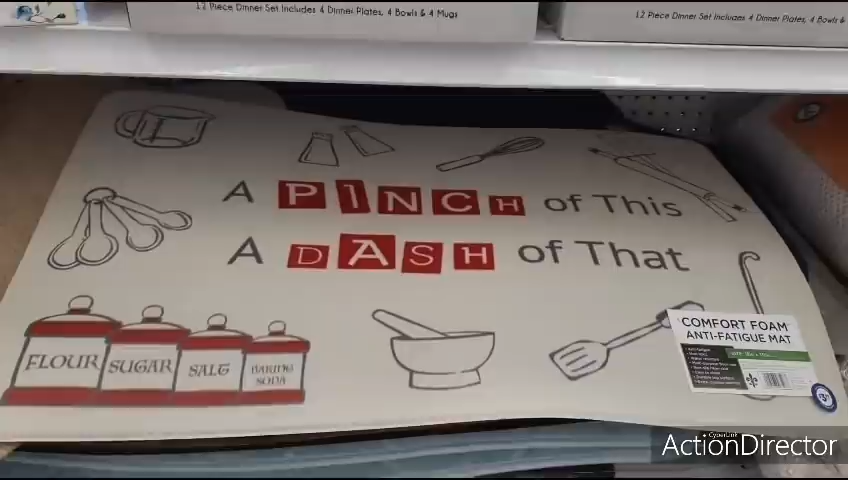 12 Piece Dinner Set Includes 4 Dinner Plates, 4 Bowls & 4 Mugs
12 Piece Dinner Set Includes 4 Dinner Plates, 4 Bowls &
A PINCH of This
A DASH of That
FLOUR
SUGAR
SALT
BAKING
SODA
COMFORT FOAM
ANTI-FATIGUE MAT
CyberLink
ActionDirector